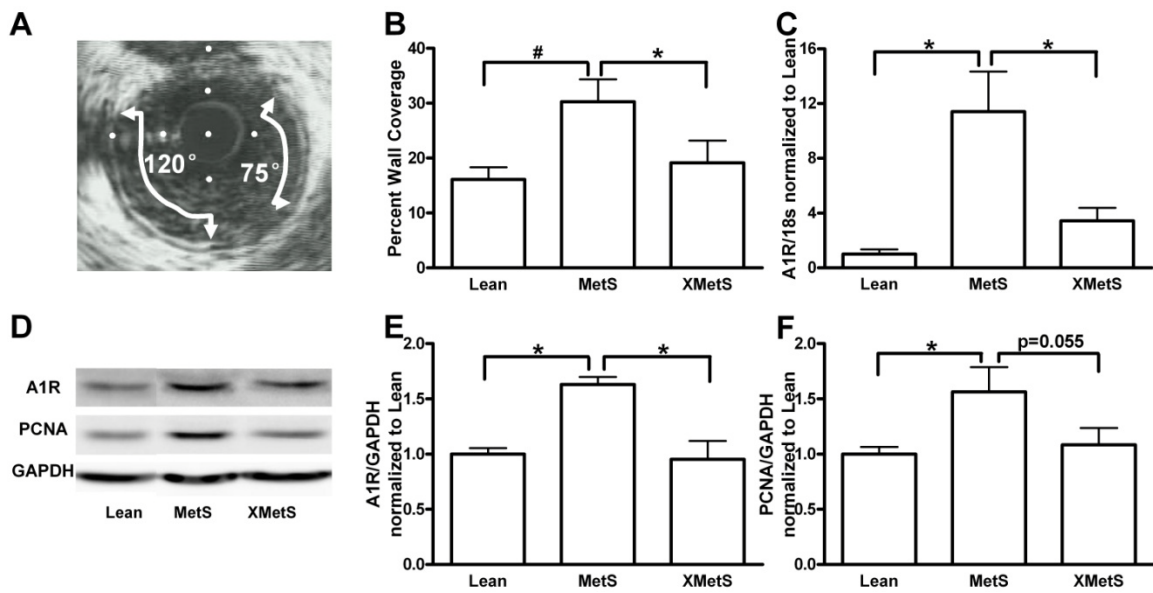 A
120°
75°
B
Percent Wall Coverage
40
30
20
10
0
#
*
Lean
MetS
XMetS
C
A1R/18s normalized to Lean
16
12
8
4
0
*
*
Lean
MetS
XMetS
D
A1R
PCNA
GAPDH
Lean
MetS
XMetS
E
A1R/GAPDH
normalized to Lean
2.0
1.5
1.0
0.5
0.0
*
*
Lean
MetS
XMetS
F
PCNA/GAPDH
normalized to Lean
2.0
1.5
1.0
0.5
0.0
*
p=0.055
Lean
MetS
XMetS